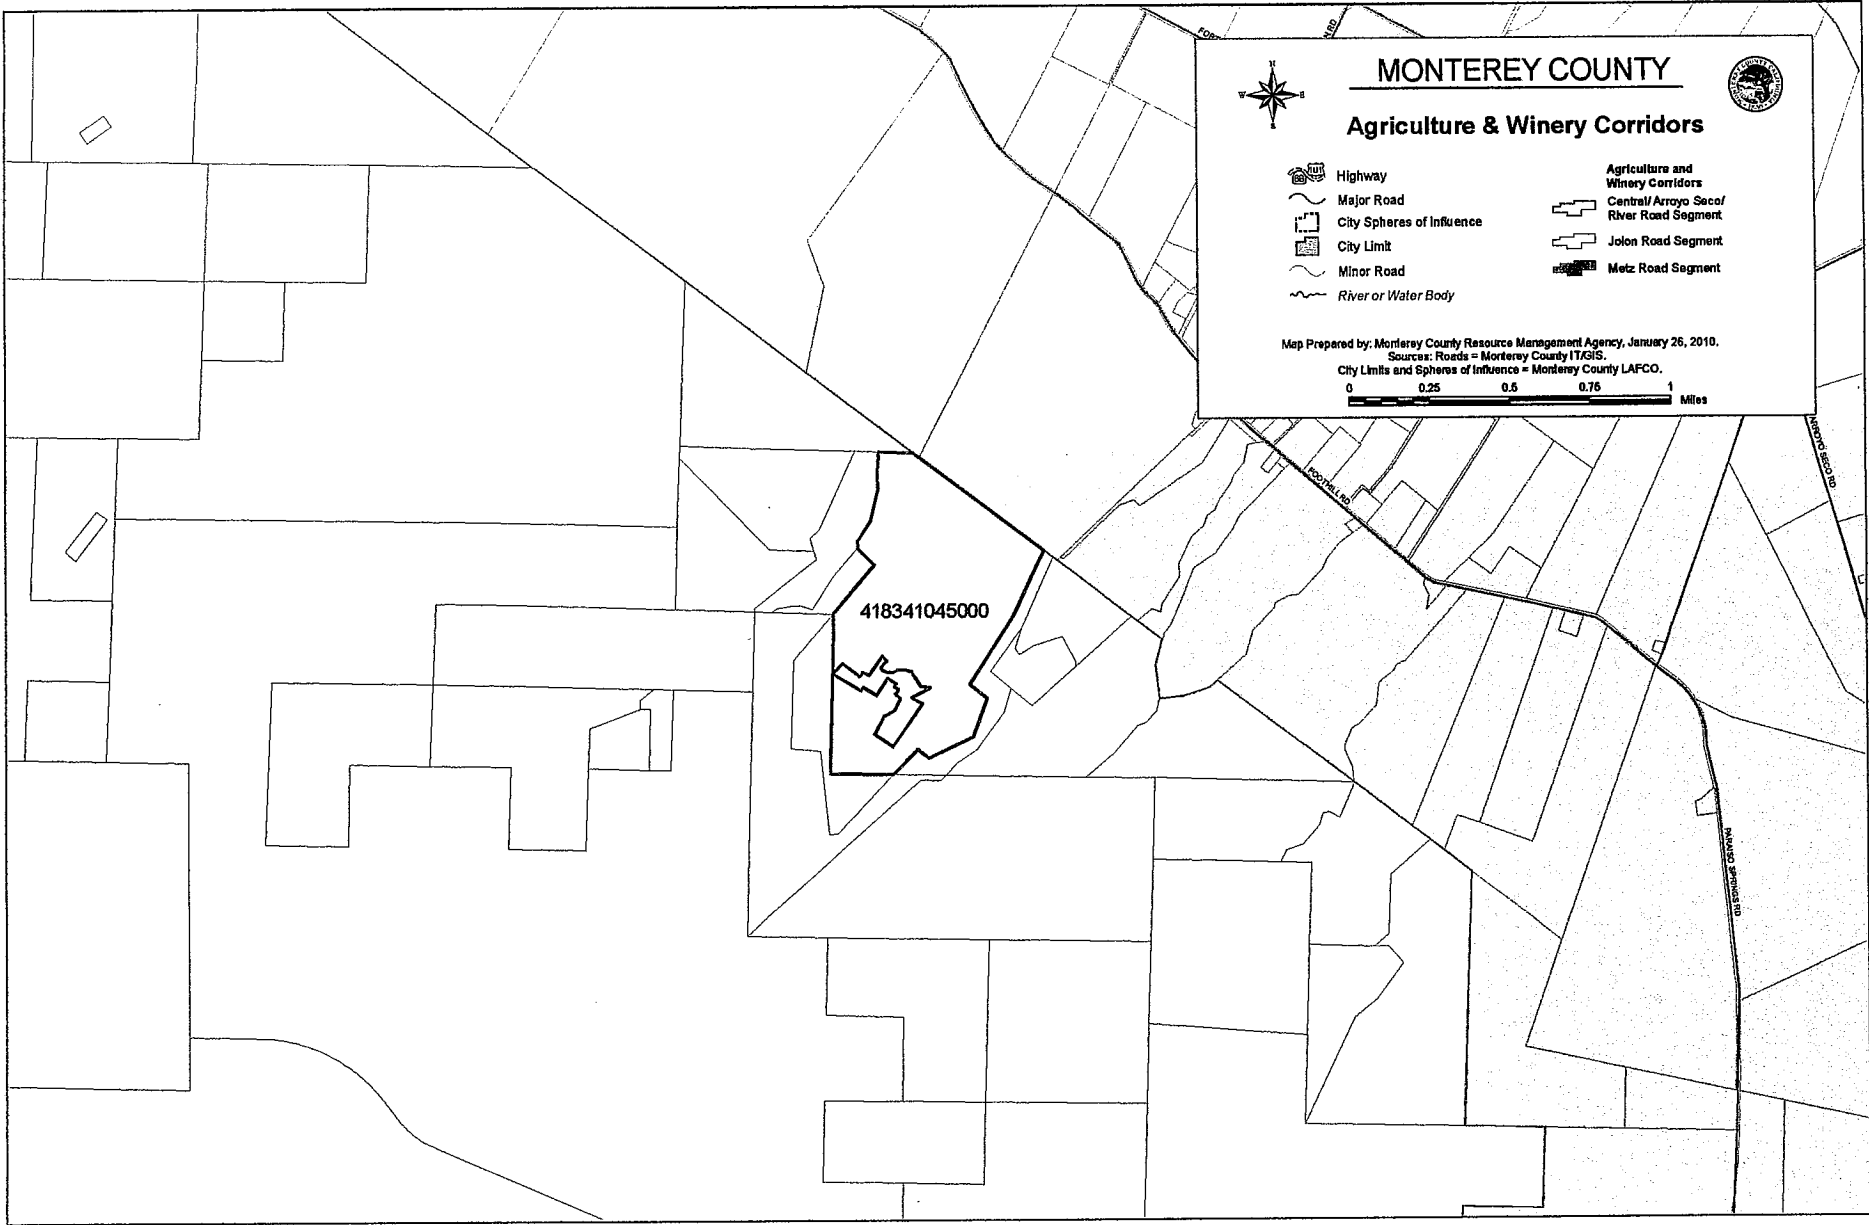 FOR
N RD
MONTEREY COUNTY
Agriculture & Winery Corridors
N
W E
S
Highway
Major Road
City Spheres of Influence
City Limit
Minor Road
River or Water Body
Agriculture and
Winery Corridors
Central/Arroyo Seco/
River Road Segment
Jolon Road Segment
Metz Road Segment
Map Prepared by: Monterey County Resource Management Agency, January 26, 2010.
Sources: Roads = Monterey County IT/GIS.
City Limits and Spheres of Influence = Monterey County LAFCO.
0 0.25 0.5 0.75 1
Miles
ARROYO SECO RD
FOOTHILL RD
418341045000
PARAISO SPRINGS RD